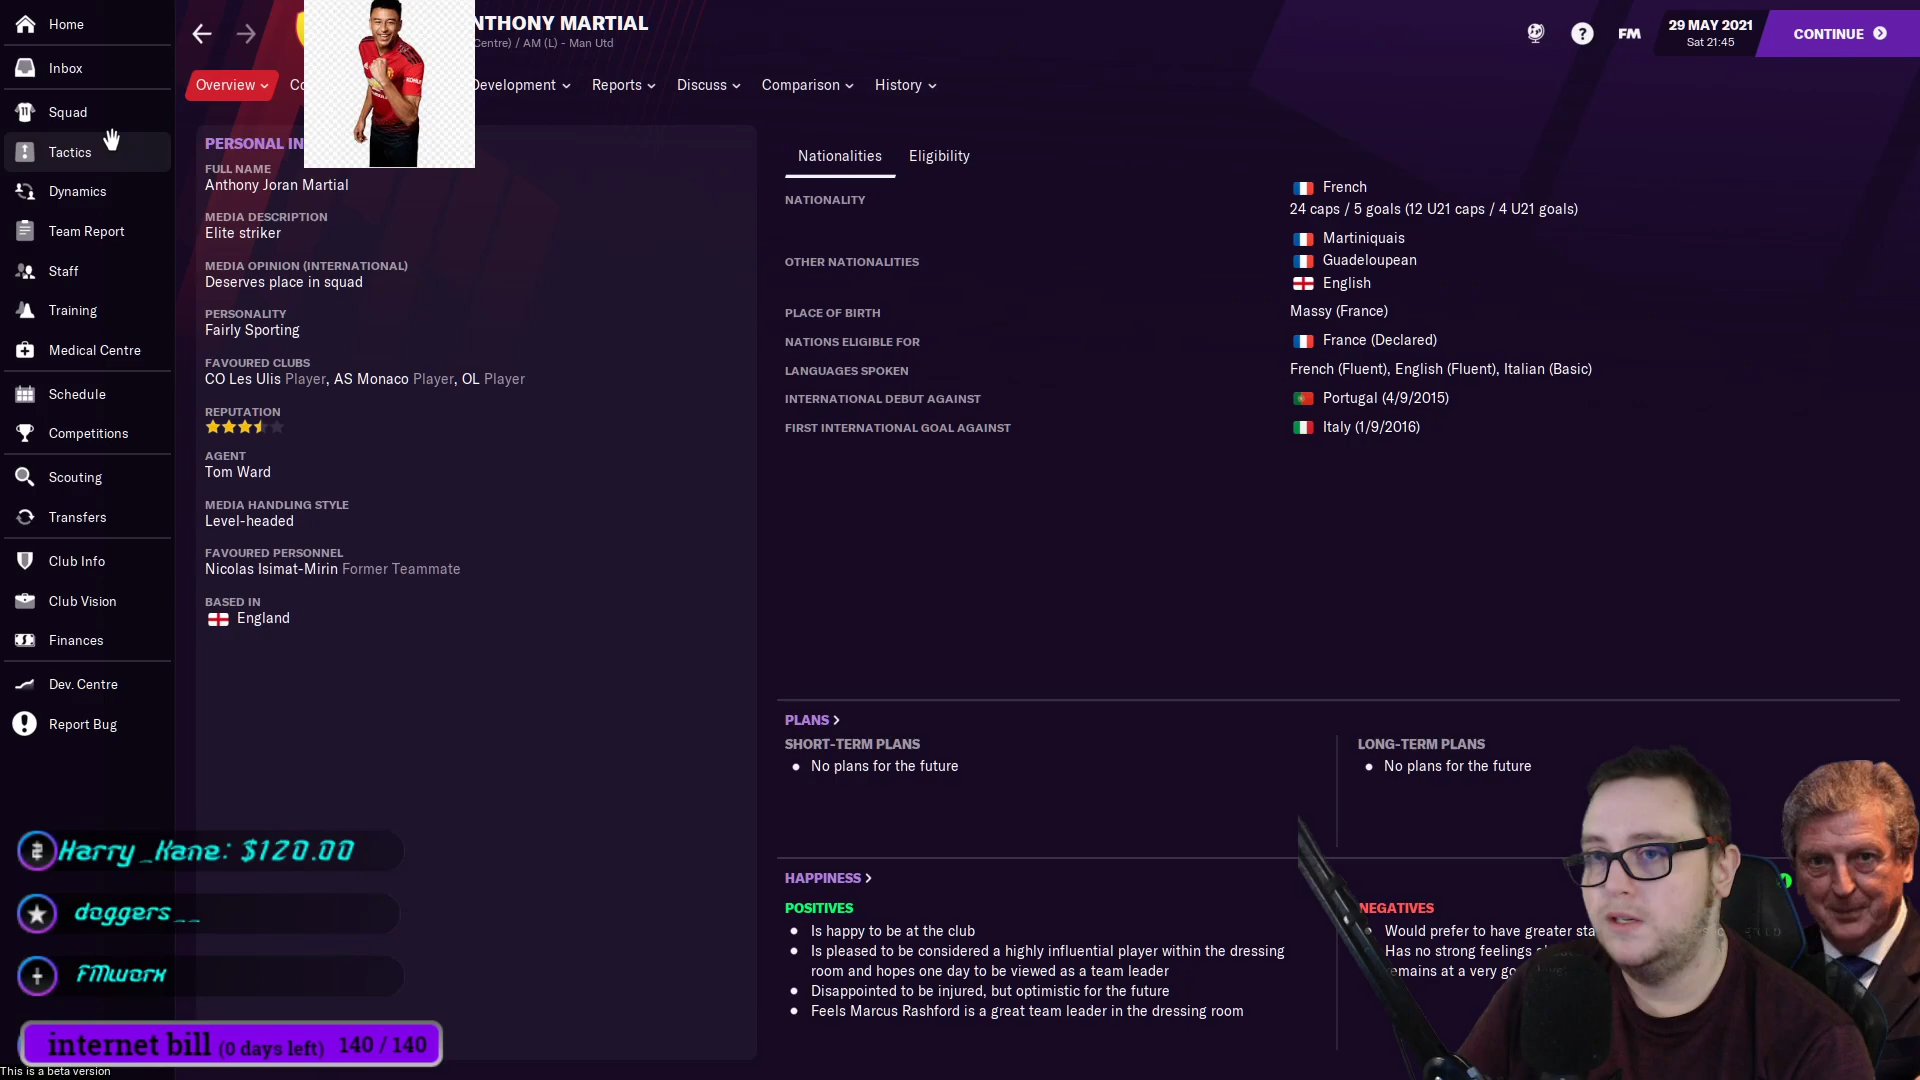 Home
Inbox
Squad
Tactics
Dynamics
Team Report
Staff
Training
Medical Centre
Schedule
Competitions
Scouting
Transfers
Club Info
Club Vision
Finances
Dev. Centre
Report Bug
NTHONY MARTIAL
Centre) / AM (L) - Man Utd
? FM
29 MAY 2021
Sat 21:45
CONTINUE
Overview Co Development Reports Discuss Comparison History
PERSONAL IN
FULL NAME
Anthony Joran Martial
MEDIA DESCRIPTION
Elite striker
MEDIA OPINION (INTERNATIONAL)
Deserves place in squad
PERSONALITY
Fairly Sporting
FAVOURED CLUBS
CO Les Ulis Player, AS Monaco Player, OL Player
REPUTATION
AGENT
Tom Ward
MEDIA HANDLING STYLE
Level-headed
FAVOURED PERSONNEL
Nicolas Isimat-Mirin Former Teammate
BASED IN
England
Nationalities Eligibility
NATIONALITY
French
24 caps / 5 goals (12 U21 caps / 4 U21 goals)
OTHER NATIONALITIES
Martiniquais
Guadeloupean
English
PLACE OF BIRTH
Massy (France)
NATIONS ELIGIBLE FOR
France (Declared)
LANGUAGES SPOKEN
French (Fluent), English (Fluent), Italian (Basic)
INTERNATIONAL DEBUT AGAINST
Portugal (4/9/2015)
FIRST INTERNATIONAL GOAL AGAINST
Italy (1/9/2016)
PLANS
SHORT-TERM PLANS
No plans for the future
LONG-TERM PLANS
No plans for the future
HAPPINESS
POSITIVES
Is happy to be at the club
Is pleased to be considered a highly influential player within the dressing
room and hopes one day to be viewed as a team leader
Disappointed to be injured, but optimistic for the future
Feels Marcus Rashford is a great team leader in the dressing room
NEGATIVES
Would prefer to have greater sta
Has no strong feelings
emains at a very go
Harry_Kane: $120.00
daggers__
FMworx
internet bill (0 days left) 140 / 140
This is a beta version